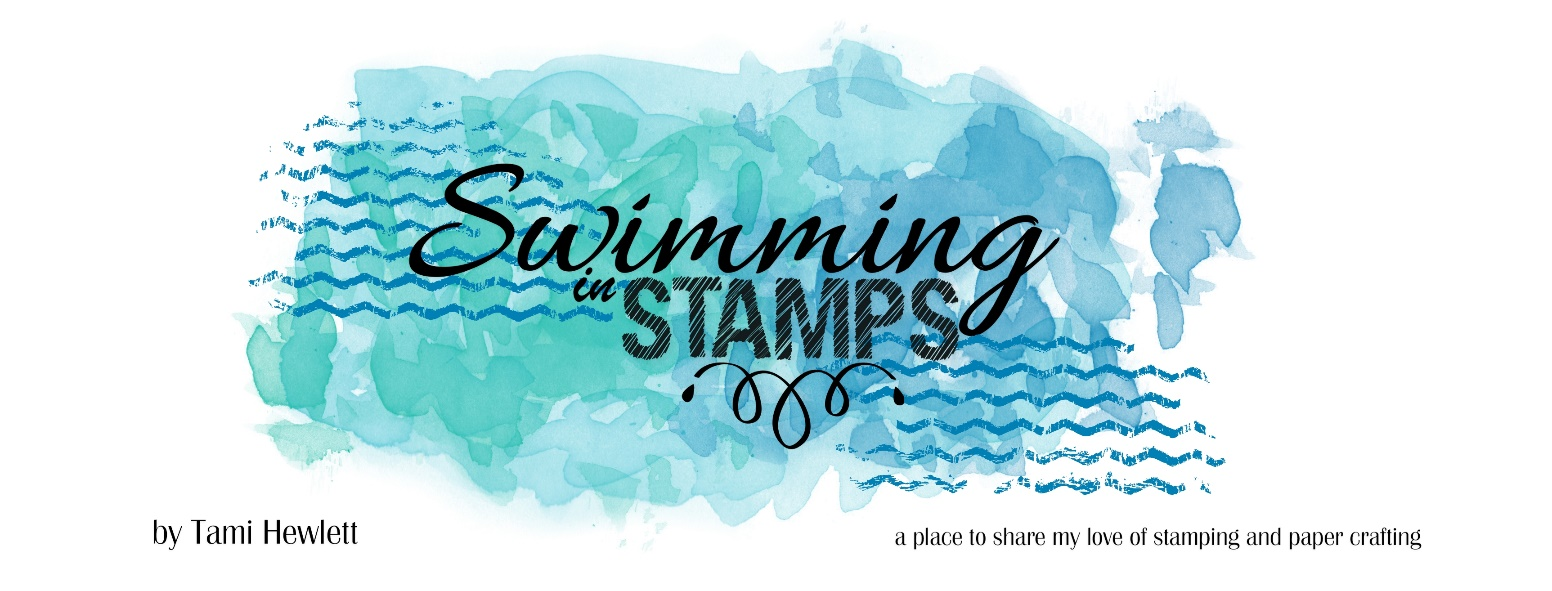 Swimming
in STAMPS
by Tami Hewlett
a place to share my love of stamping and paper crafting